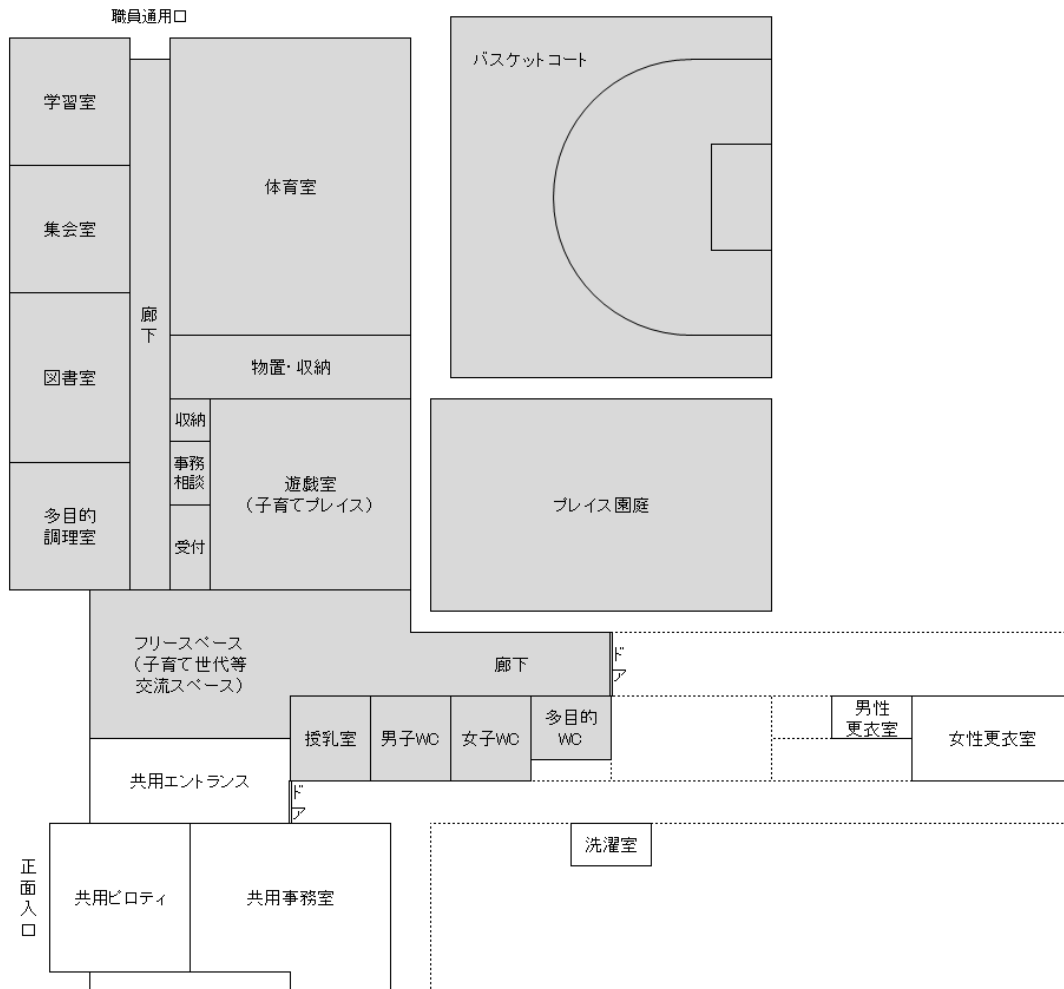 職員通用口
学習室
バスケットコート
体育室
集会室
廊
下
図書室
物置・収納
収納
事務
相談
遊戯室
(子育てプレイス)
プレイス園庭
多目的
調理室
受付
フリースペース
(子育て世代等
交流スペース)
廊下
ド
ア
授乳室
男子WC
女子WC
多目的
WC
男性
更衣室
女性更衣室
共用エントランス
ド
ア
洗濯室
正
面
入
口
共用ピロティ
共用事務室